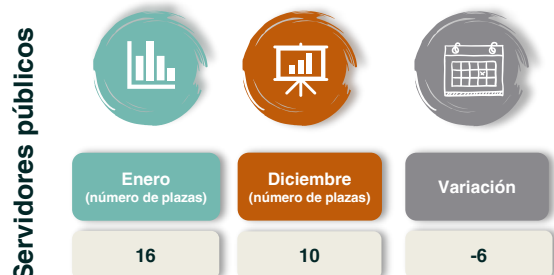 Servidores públicos
Enero
(número de plazas)
Diciembre
(número de plazas)
Variación
16
10
-6